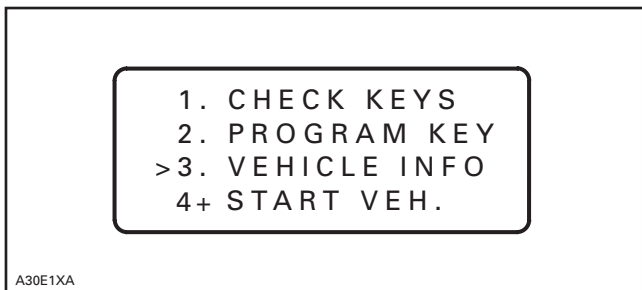 1. CHECK KEYS
2. PROGRAM KEY
>3. VEHICLE INFO
4+ START VEH.
A30E1XA